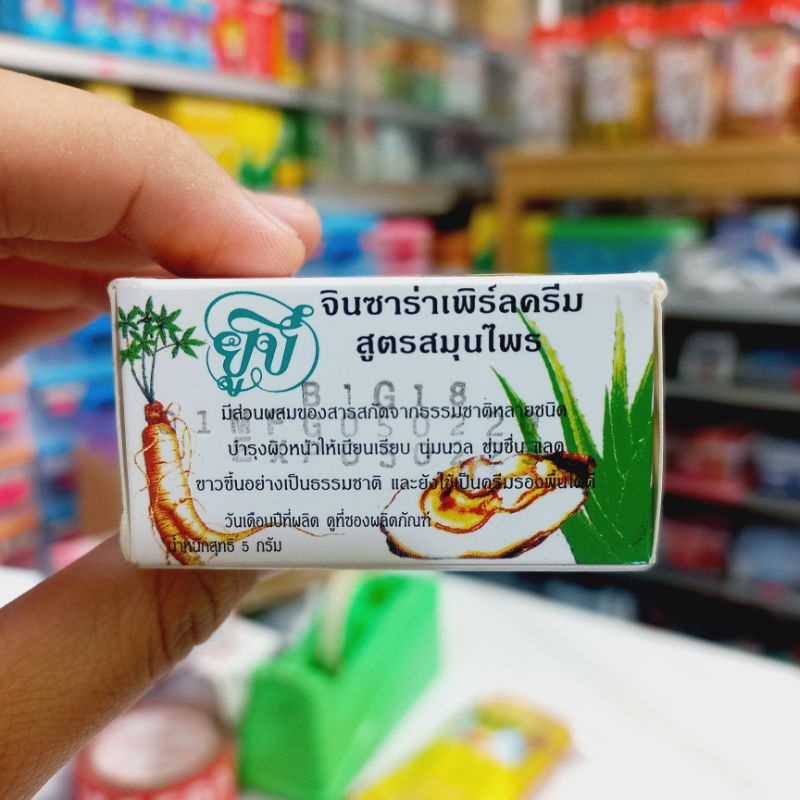 ยูบี
จินซาร่าเพิร์ลครีม
สูตรสมุนไพร
B1G18
มีส่วนผสมของสารสกัดจากธรรมชาติหลายชนิด
บำรุงผิวหน้าให้เนียนเรียบ นุ่มนวล ชุ่มชื่น แลดู
ขาวขึ้นอย่างเป็นธรรมชาติ และยังใช้เป็นครีมรองพื้นได้ดี
วันเดือนปีที่ผลิต ดูที่ซองผลิตภัณฑ์
น้ำหนักสุทธิ 5 กรัม